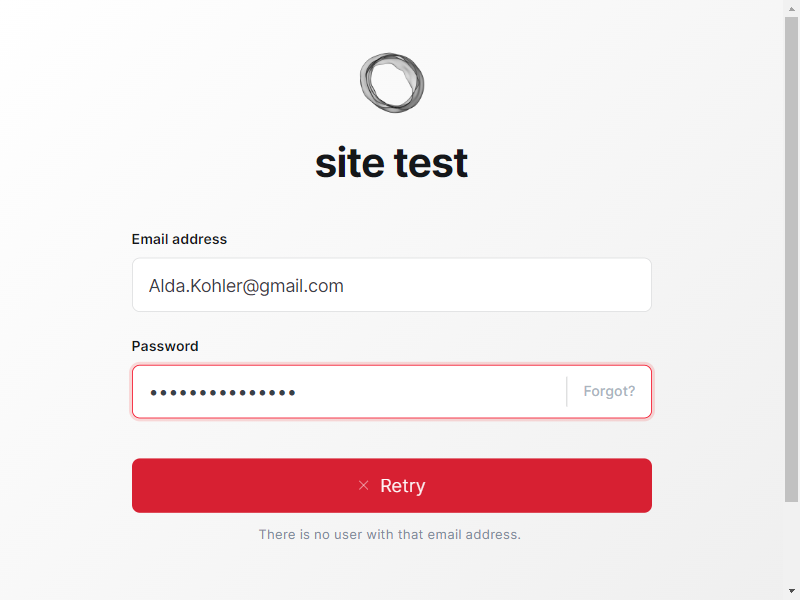 site test
Email address
Alda.Kohler@gmail.com
Password
•••••••••••••••
Forgot?
× Retry
There is no user with that email address.